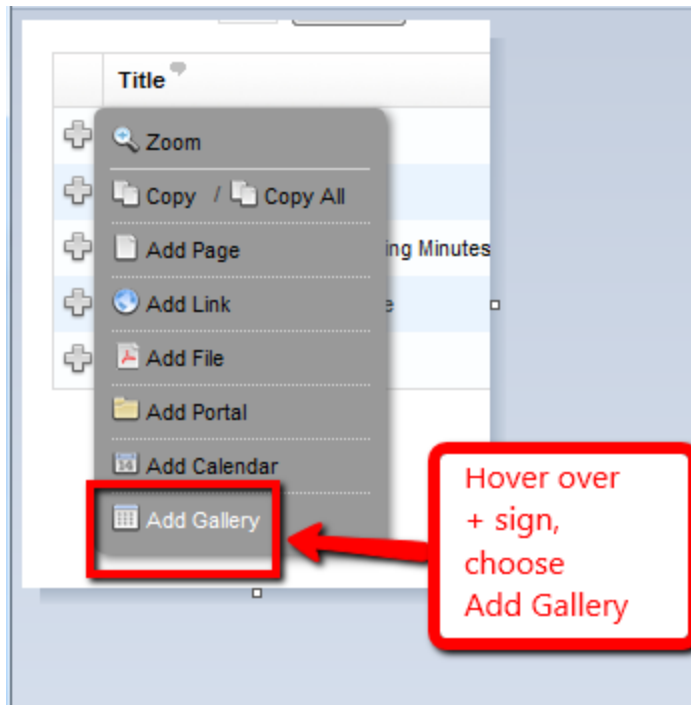 Title
Zoom
Copy / Copy All
Add Page
ing Minutes
Add Link
e
Add File
Add Portal
14 Add Calendar
Add Gallery
Hover over
+ sign,
choose
Add Gallery